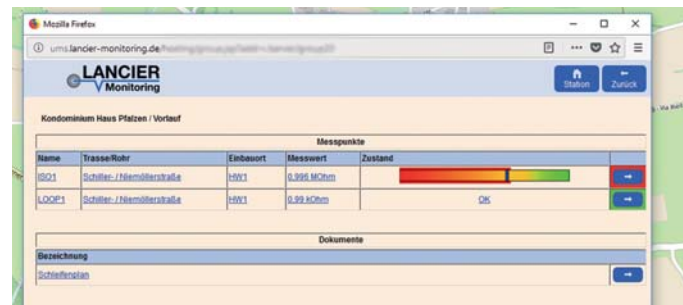 Mozilla Firefox
ums.lancier-monitoring.de
LANCIER
Monitoring
Station
Zurück
Kondominium Haus Pfalzen / Vorlauf
Messpunkte
Name Trasse/Rohr Einbauort Messwert Zustand
ISO1 Schiller- / Niemöllerstraße HW1 0.996 MOhm
LOOP1 Schiller- / Niemöllerstraße HW1 0.99 kOhm OK
Dokumente
Bezeichnung
Schleifenplan